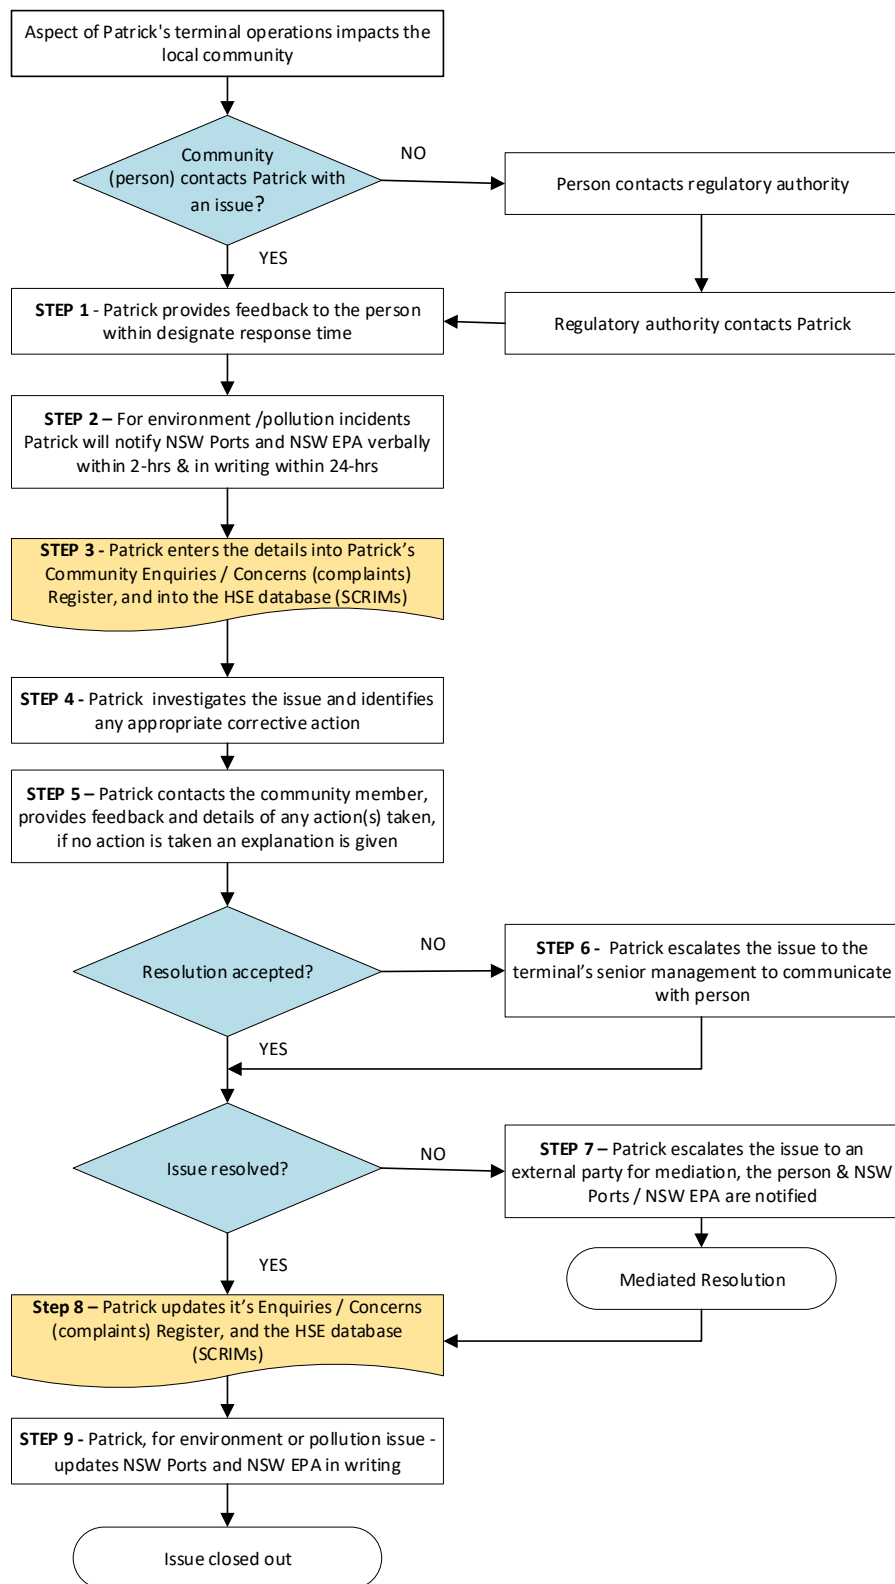 Aspect of Patrick's terminal operations impacts the
local community
Community
(person) contacts Patrick with
an issue?
NO
Person contacts regulatory authority
YES
STEP 1 - Patrick provides feedback to the person
within designate response time
Regulatory authority contacts Patrick
STEP 2 – For environment /pollution incidents
Patrick will notify NSW Ports and NSW EPA verbally
within 2-hrs & in writing within 24-hrs
STEP 3 - Patrick enters the details into Patrick’s
Community Enquiries / Concerns (complaints)
Register, and into the HSE database (SCRIMs)
STEP 4 - Patrick investigates the issue and identifies
any appropriate corrective action
STEP 5 – Patrick contacts the community member,
provides feedback and details of any action(s) taken,
if no action is taken an explanation is given
Resolution accepted?
NO
STEP 6 - Patrick escalates the issue to the
terminal’s senior management to communicate
with person
YES
Issue resolved?
NO
STEP 7 – Patrick escalates the issue to an
external party for mediation, the person & NSW
Ports / NSW EPA are notified
YES
Mediated Resolution
Step 8 – Patrick updates it’s Enquiries / Concerns
(complaints) Register, and the HSE database
(SCRIMs)
STEP 9 - Patrick, for environment or pollution issue -
updates NSW Ports and NSW EPA in writing
Issue closed out